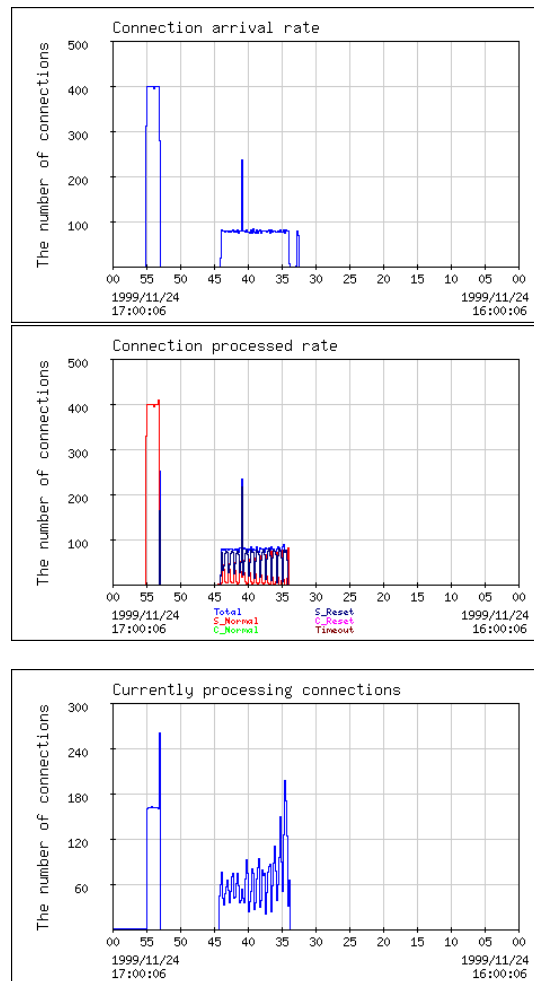 Connection arrival rate
The number of connections
500
400
300
200
100
00 55 50 45 40 35 30 25 20 15 10 05 00
1999/11/24 1999/11/24
17:00:06 16:00:06
Connection processed rate
The number of connections
500
400
300
200
100
00 55 50 45 40 35 30 25 20 15 10 05 00
1999/11/24 Total S_Reset 1999/11/24
17:00:06 S_Normal C_Reset 16:00:06
C_Normal Timeout
Currently processing connections
The number of connections
300
240
180
120
60
00 55 50 45 40 35 30 25 20 15 10 05 00
1999/11/24 1999/11/24
17:00:06 16:00:06